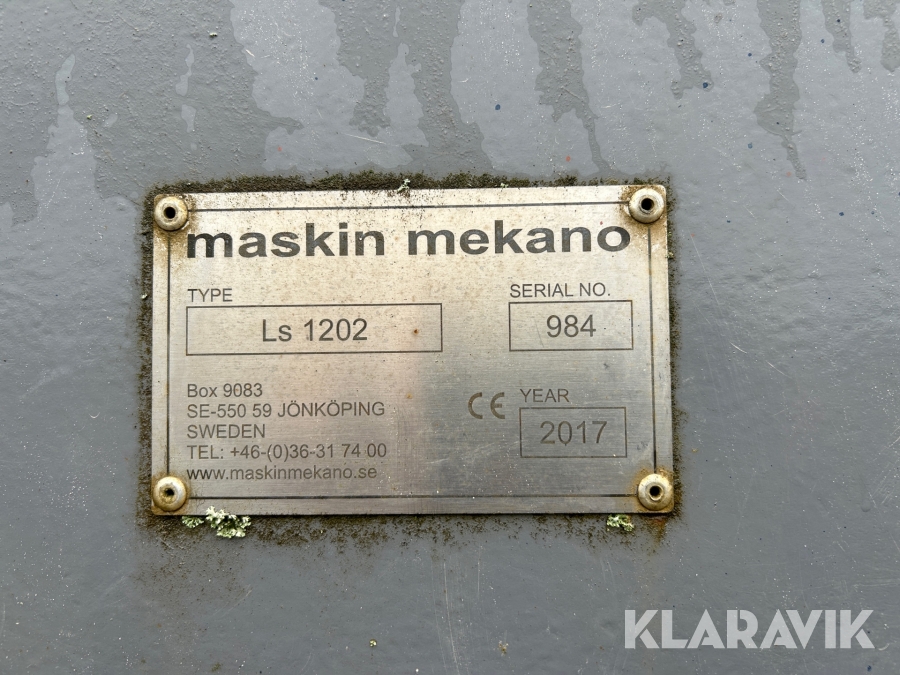 maskin mekano
TYPE
SERIAL NO.
Ls 1202
984
Box 9083
SE-550 59 JÖNKÖPING
SWEDEN
TEL: +46-(0)36-31 74 00
www.maskinmekano.se
CE
YEAR
2017
KLARAVIK